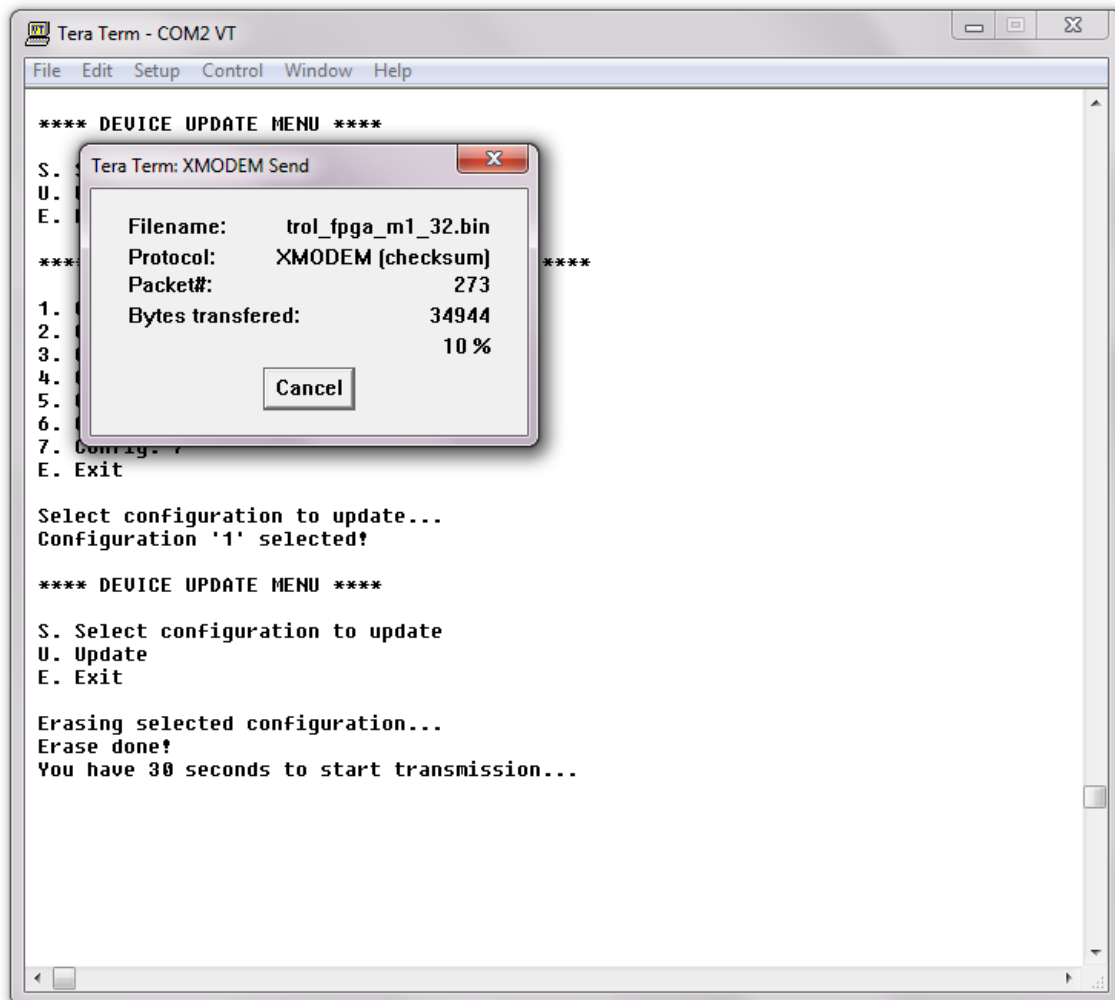 Tera Term - COM2 VT
File Edit Setup Control Window Help
**** DEVICE UPDATE MENU ****
Tera Term: XMODEM Send
S.
U.
E.
Filename: trol_fpga_m1_32.bin
Protocol: XMODEM (checksum)
Packet#: 273
Bytes transfered: 34944
10 %
Cancel
**** ****
1.
2.
3.
4.
5.
6.
7. Config. 7
E. Exit
Select configuration to update...
Configuration '1' selected!
**** DEVICE UPDATE MENU ****
S. Select configuration to update
U. Update
E. Exit
Erasing selected configuration...
Erase done!
You have 30 seconds to start transmission...